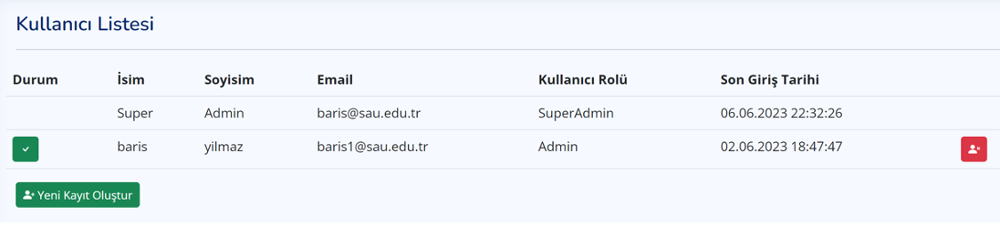 Kullanıcı Listesi
Durum İsim Soyisim Email Kullanıcı Rolü Son Giriş Tarihi
Super Admin baris@sau.edu.tr SuperAdmin 06.06.2023 22:32:26
baris yilmaz baris1@sau.edu.tr Admin 02.06.2023 18:47:47
Yeni Kayıt Oluştur